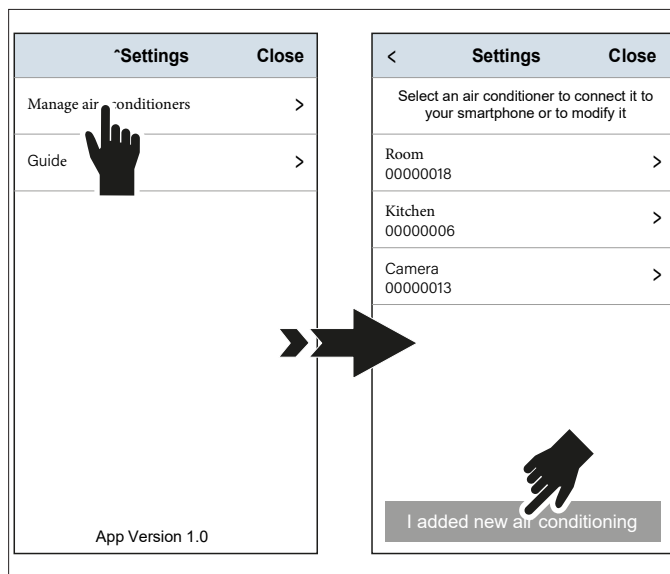 ˆSettings Close
Manage air conditioners >
Guide >
App Version 1.0
< Settings Close
Select an air conditioner to connect it to
your smartphone or to modify it
Room
00000018 >
Kitchen
00000006 >
Camera
00000013 >
I added new air conditioning